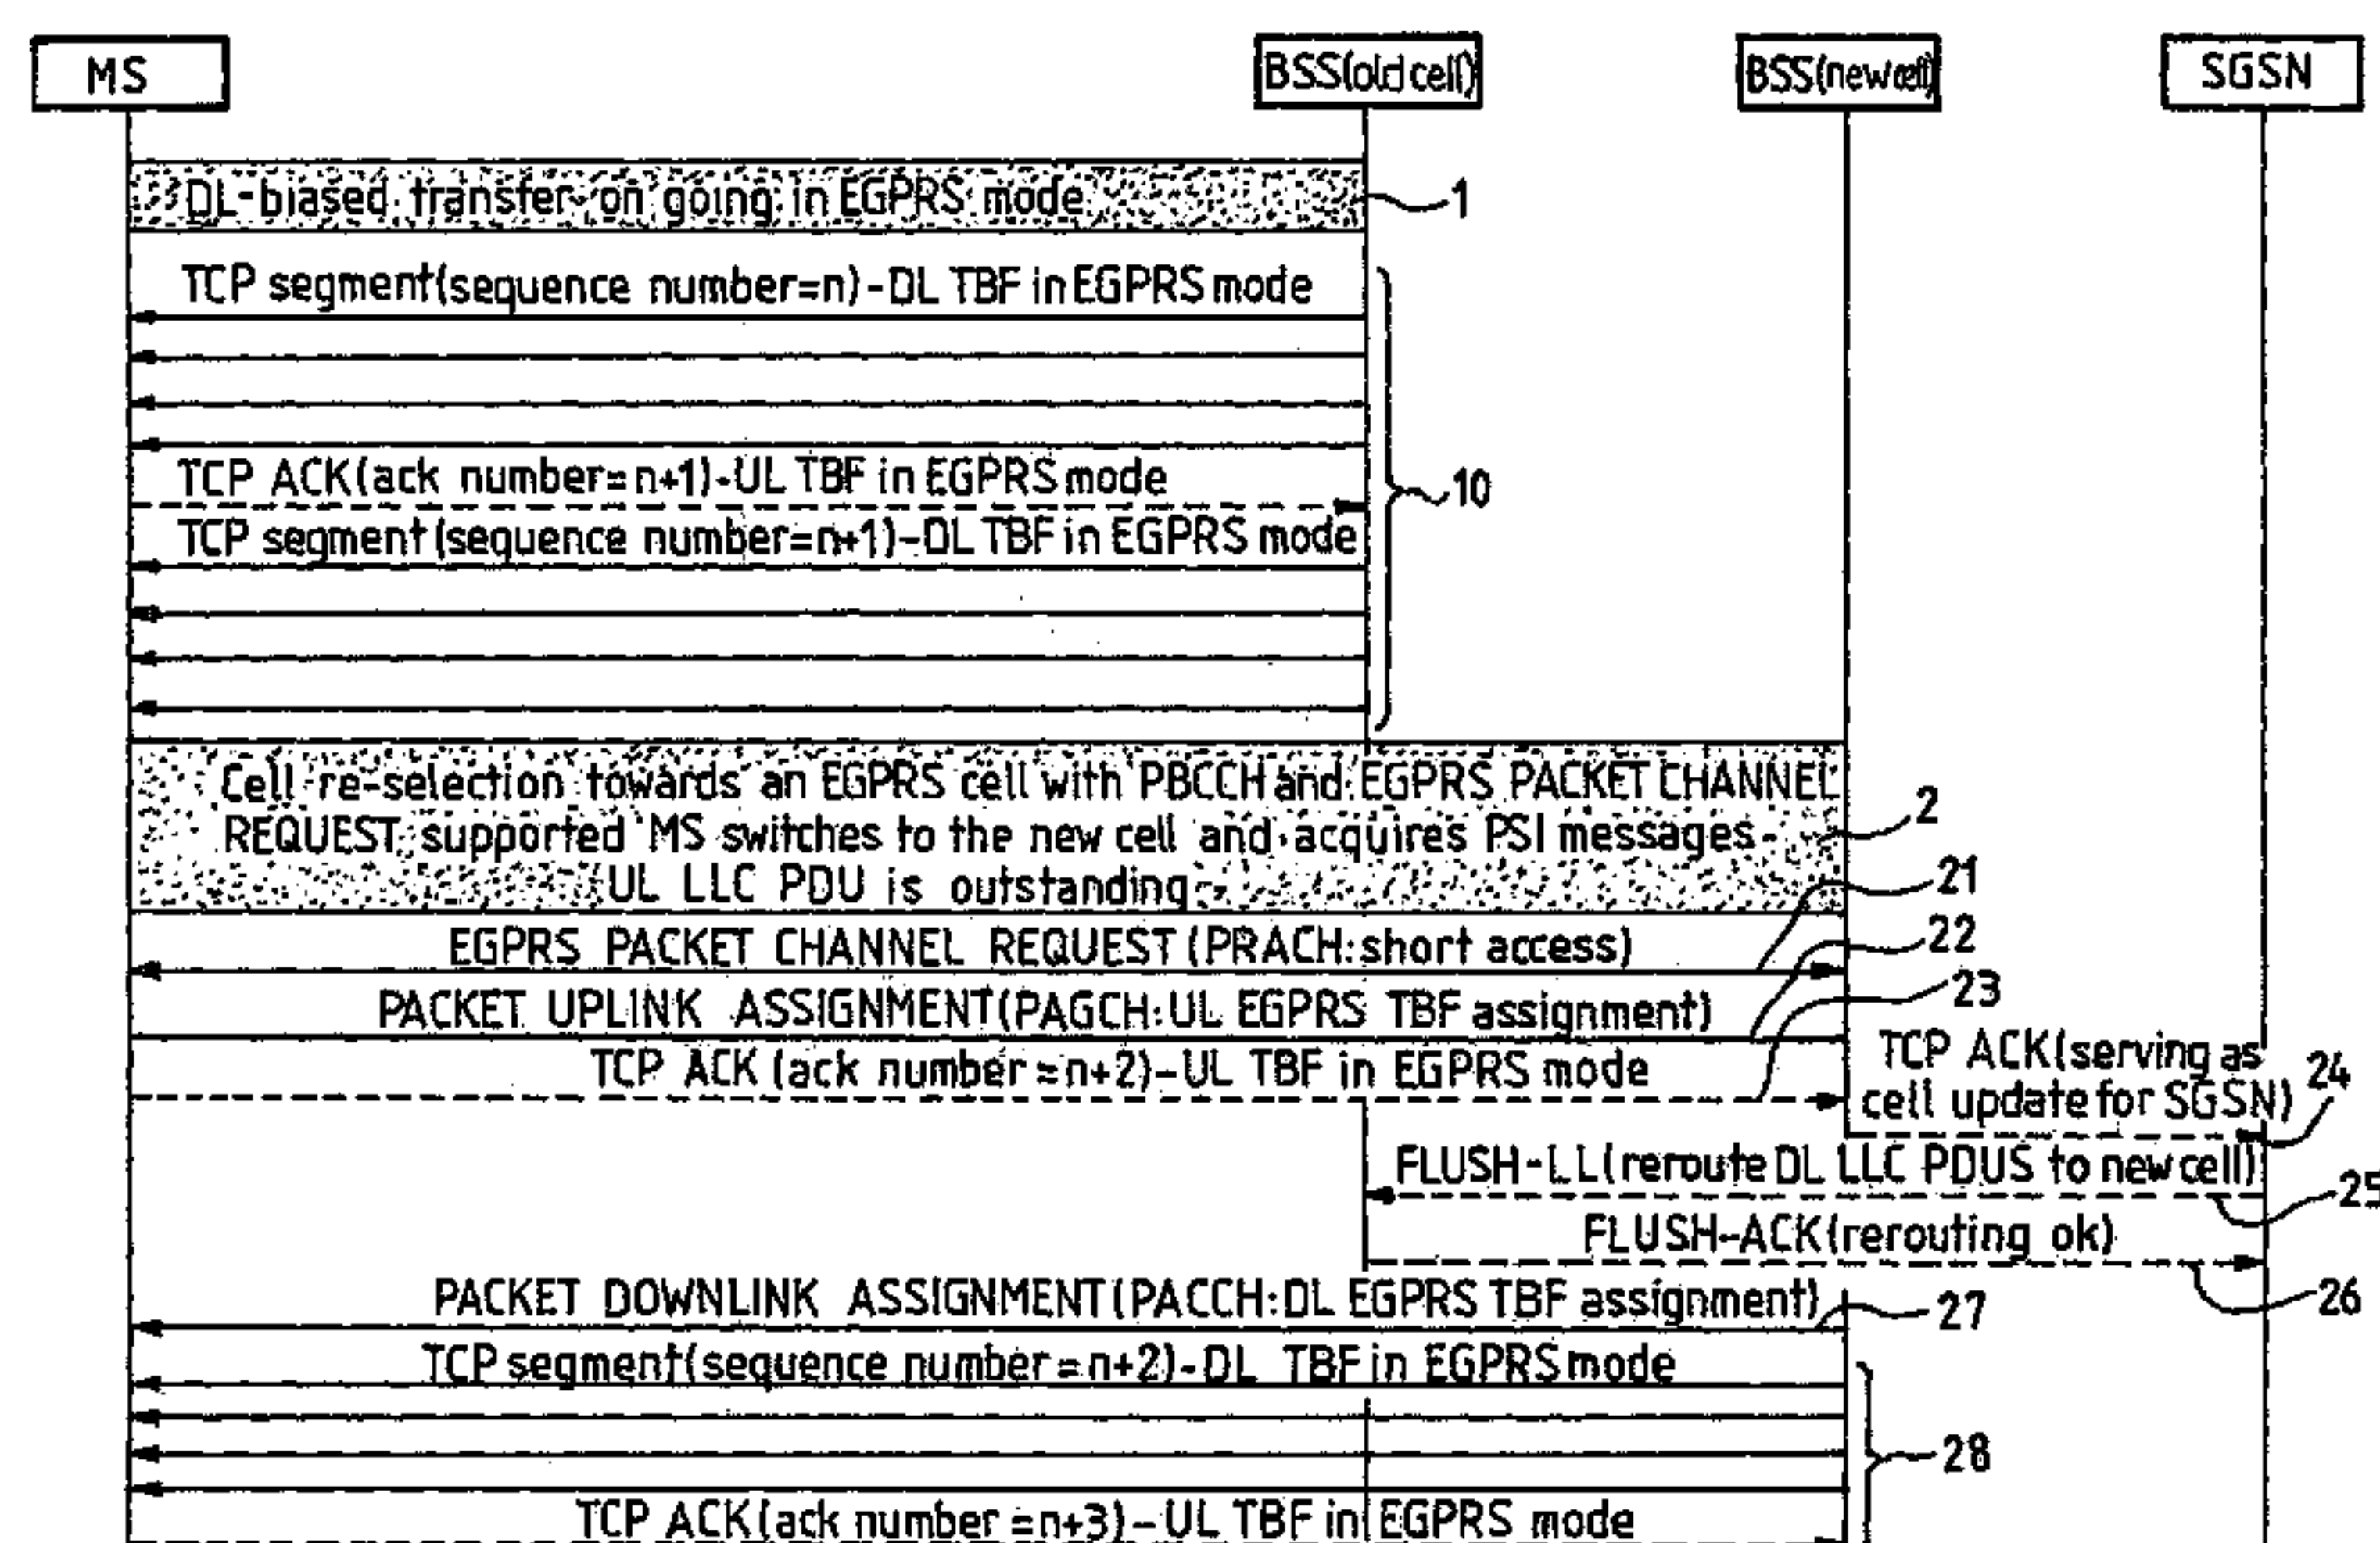 MS
BSS(old cell)
BSS(new cell)
SGSN
DL-biased transfer on going in EGPRS mode
1
TCP segment(sequence number=n)-DL TBF in EGPRS mode
TCP ACK(ack number=n+1)-UL TBF in EGPRS mode
10
TCP segment(sequence number=n+1)-DL TBF in EGPRS mode
Cell re-selection towards an EGPRS cell with PBCCH and EGPRS PACKET CHANNEL
REQUEST supported MS switches to the new cell and acquires PSI messages
UL LLC PDU is outstanding
2
21
EGPRS PACKET CHANNEL REQUEST(PRACH:short access)
22
PACKET UPLINK ASSIGNMENT(PAGCH:UL EGPRS TBF assignment)
23
TCP ACK(ack number=n+2)-UL TBF in EGPRS mode
TCP ACK(serving as
cell update for SGSN)
24
FLUSH-LL(reroute DL LLC PDUS to new cell)
25
FLUSH-ACK(rerouting ok)
26
PACKET DOWNLINK ASSIGNMENT(PACCH:DL EGPRS TBF assignment)
27
TCP segment(sequence number=n+2)-DL TBF in EGPRS mode
28
TCP ACK(ack number=n+3)-UL TBF in EGPRS mode